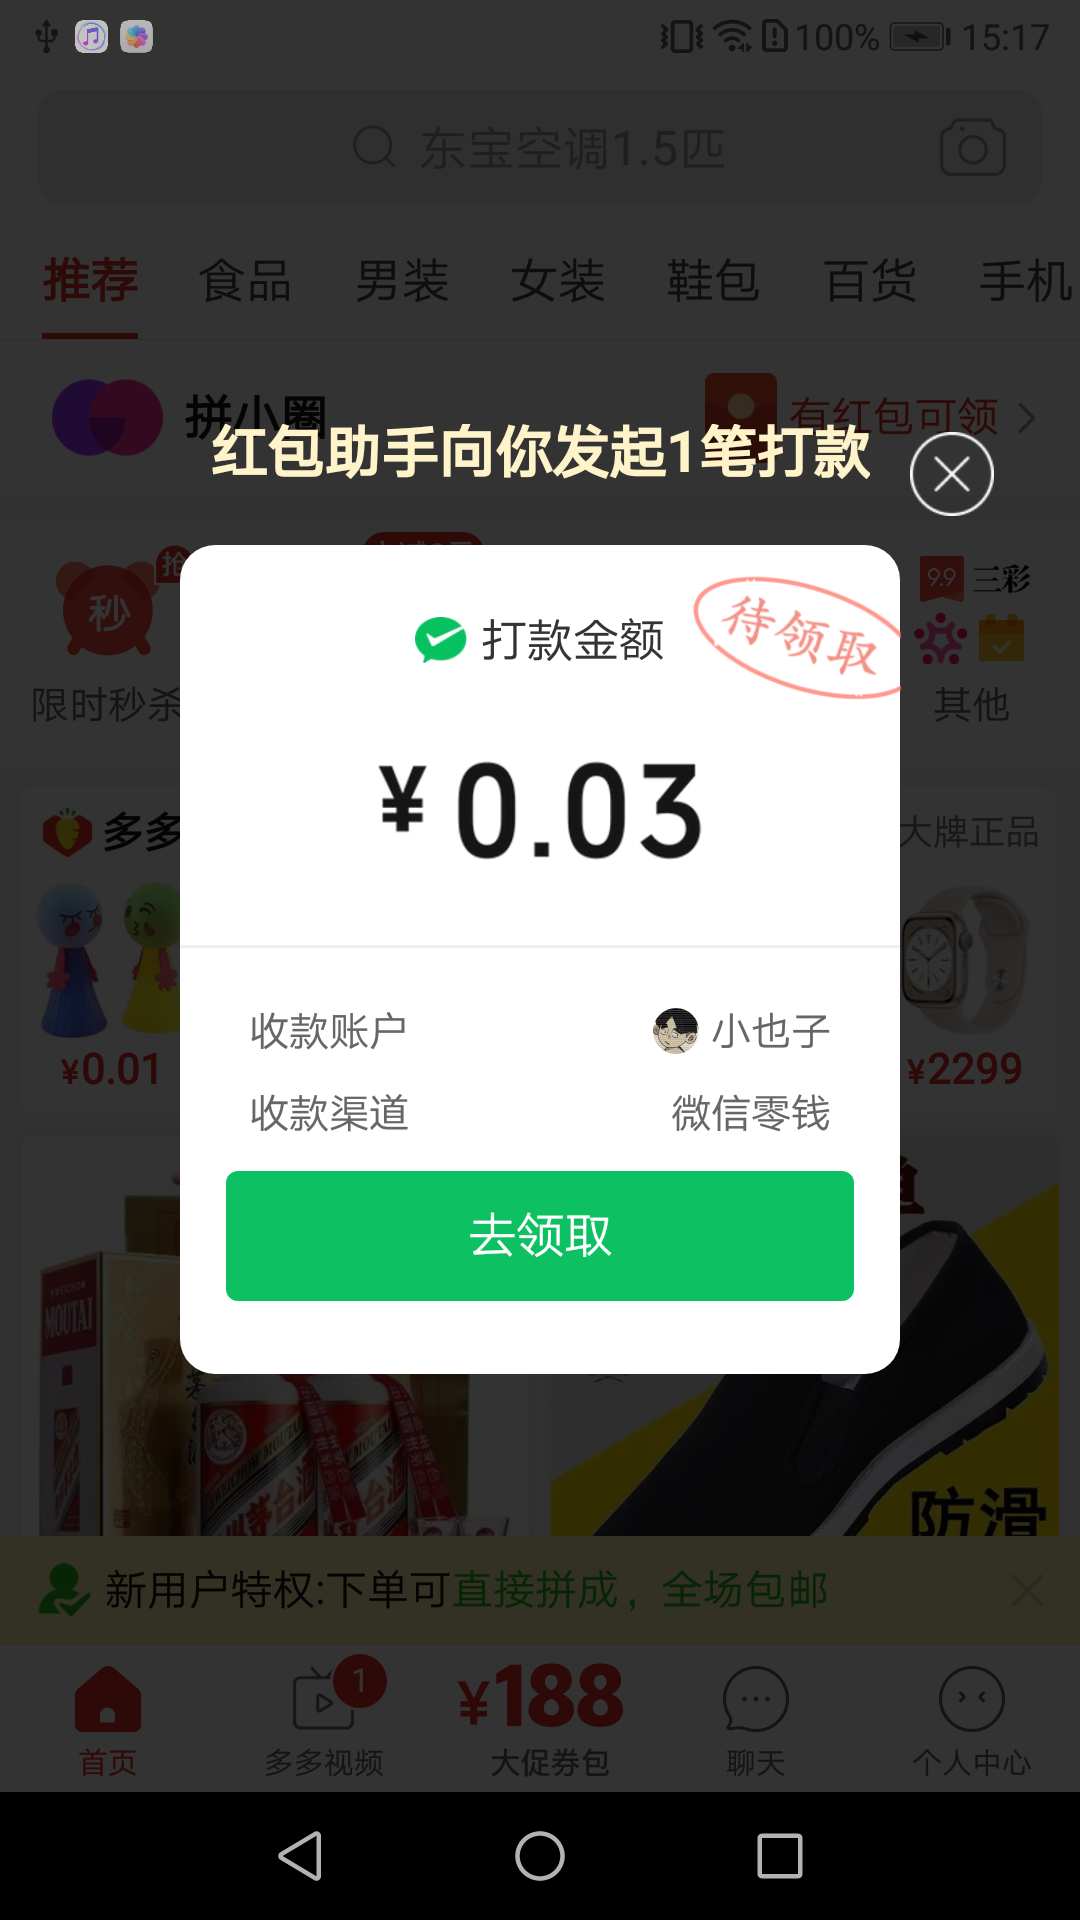 100% 15:17
东宝空调1.5匹
推荐 食品 男装 女装 鞋包 百货 手机
拼小圈
有红包可领
红包助手向你发起1笔打款
抢
秒
限时秒杀
9.9
三彩
其他
打款金额
待领取
¥0.03
多多
大牌正品
¥0.01
¥2299
收款账户 小也子
收款渠道 微信零钱
去领取
MOUTAI
防滑
新用户特权:下单可直接拼成，全场包邮
1
¥188
首页 多多视频 大促券包 聊天 个人中心